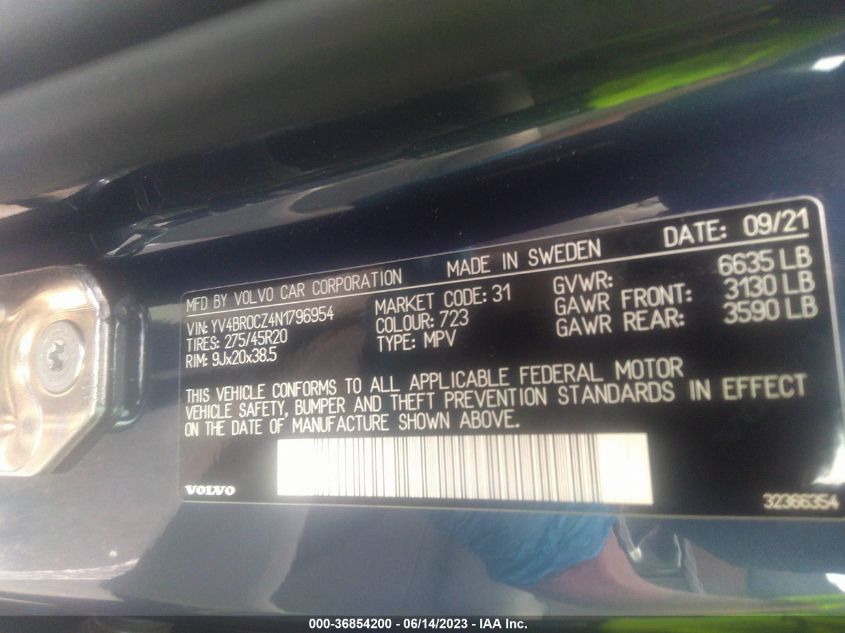 MFD BY VOLVO CAR CORPORATION MADE IN SWEDEN DATE: 09/21
VIN: YV4BR0CZ4N1796954 MARKET CODE: 31 GVWR: 6635 LB
TIRES: 275/45R20 COLOUR: 723 GAWR FRONT: 3130 LB
RIM: 9Jx20x38.5 TYPE: MPV GAWR REAR: 3590 LB
THIS VEHICLE CONFORMS TO ALL APPLICABLE FEDERAL MOTOR
VEHICLE SAFETY, BUMPER AND THEFT PREVENTION STANDARDS IN EFFECT
ON THE DATE OF MANUFACTURE SHOWN ABOVE.
VOLVO 32366354
000-36854200 - 06/14/2023 - IAA Inc.